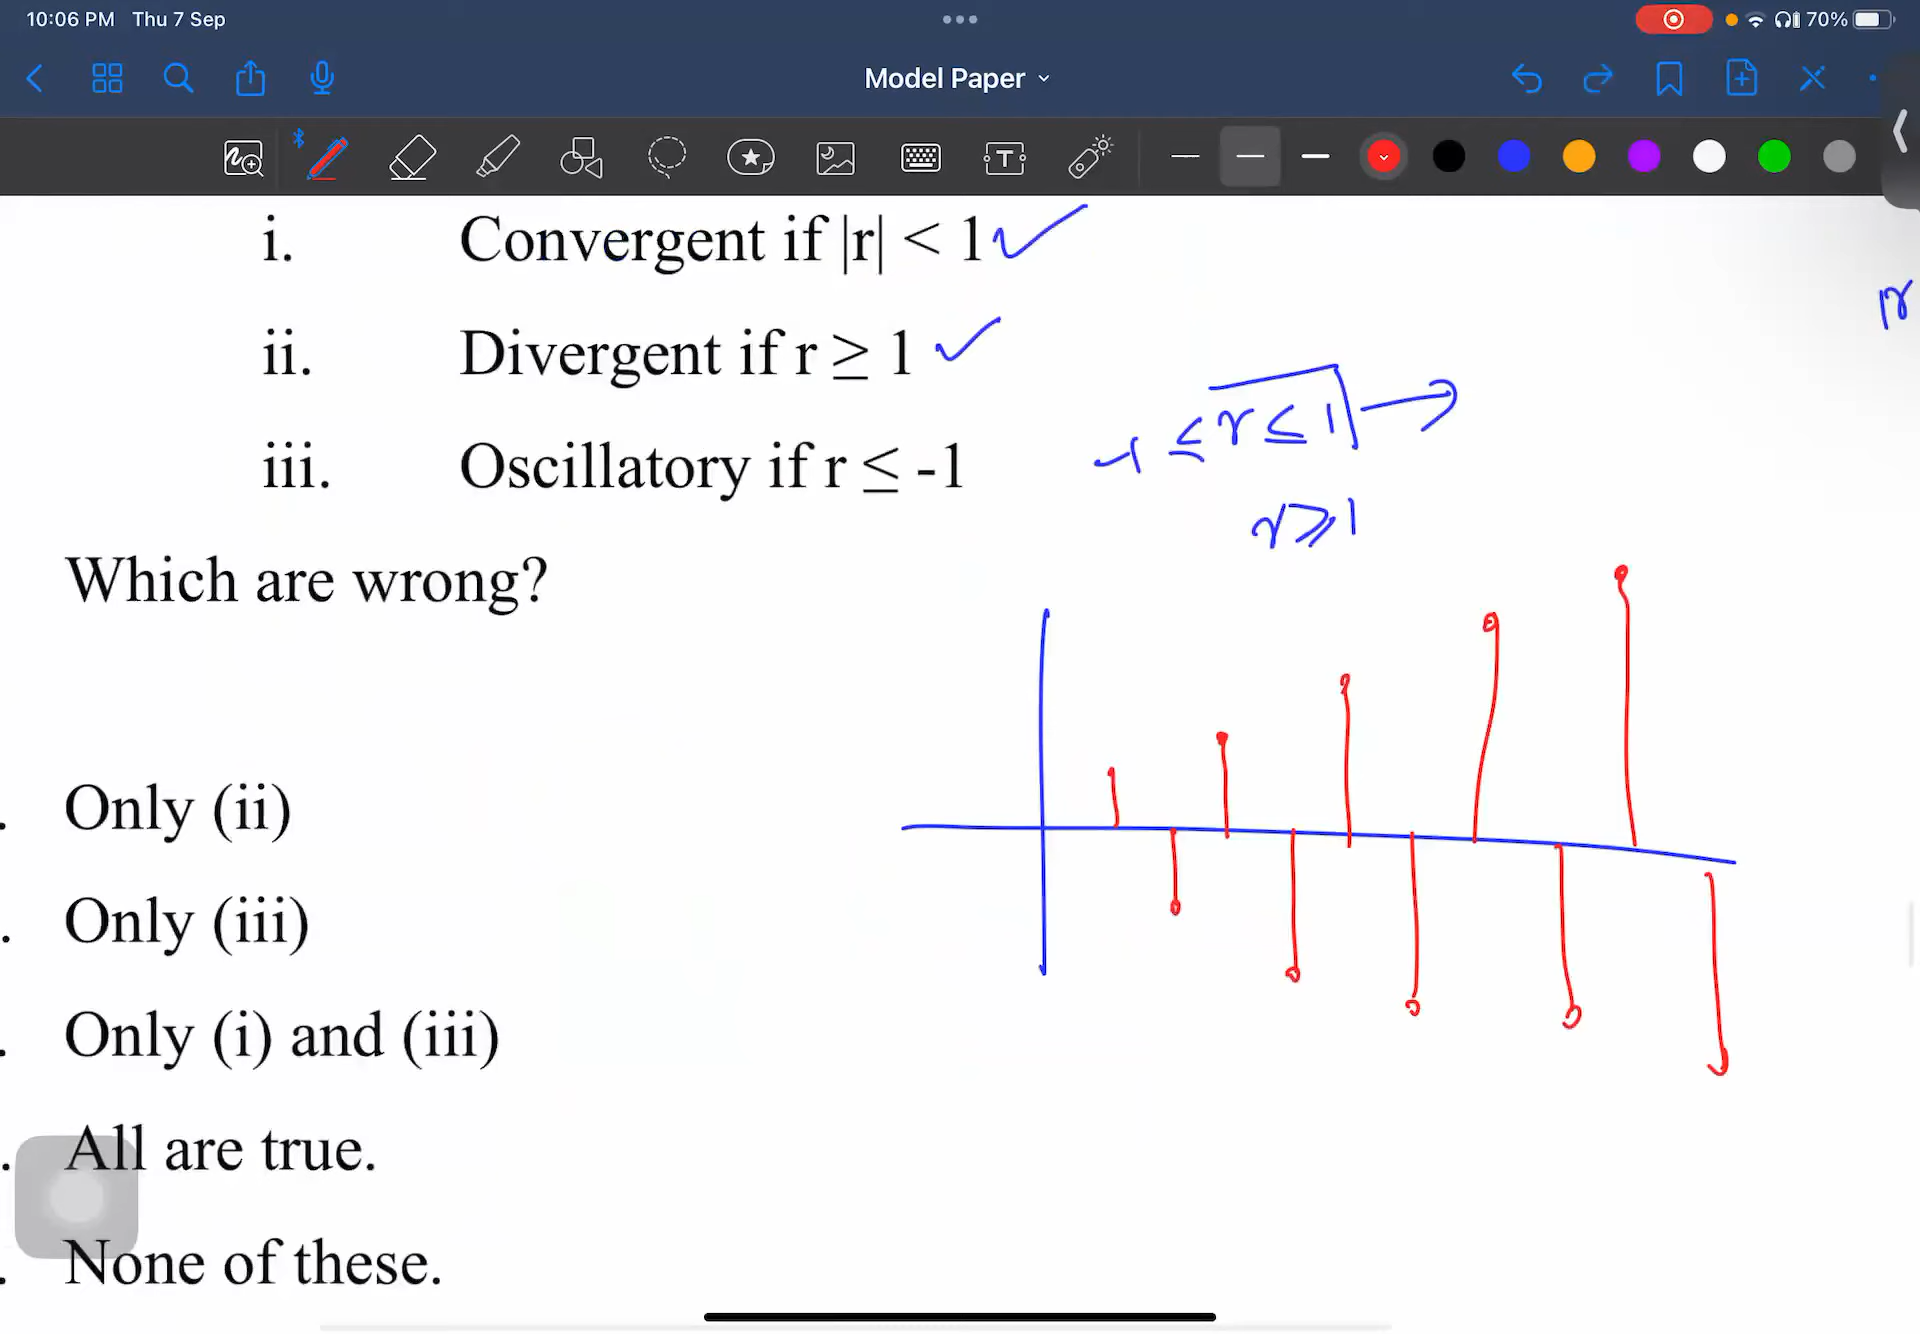 10:06 PM Thu 7 Sep
70%
Model Paper
T
i. Convergent if |r| < 1
ii. Divergent if r ≥ 1
iii. Oscillatory if r ≤ -1
-1 ≤ r ≤ 1
r ≥ 1
Which are wrong?
Only (ii)
Only (iii)
Only (i) and (iii)
All are true.
None of these.